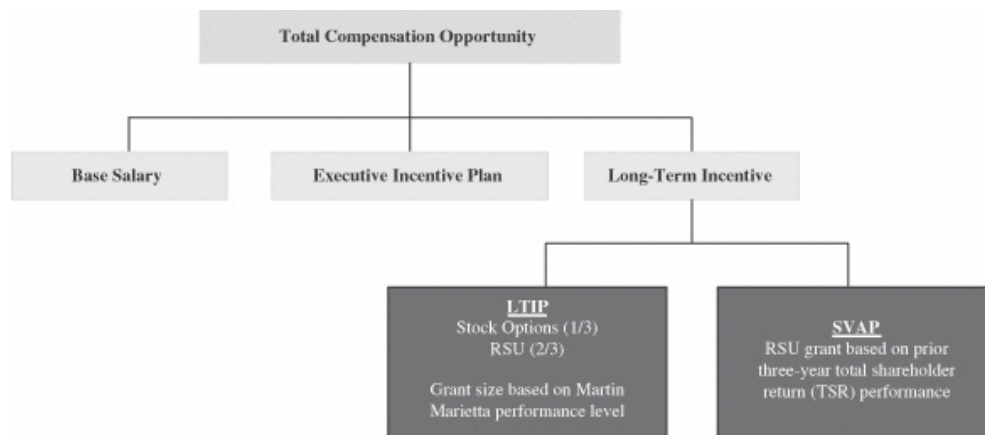 Total Compensation Opportunity
Base Salary
Executive Incentive Plan
Long-Term Incentive
LTIP
Stock Options (1/3)
RSU (2/3)
Grant size based on Martin
Marietta performance level
SVAP
RSU grant based on prior
three-year total shareholder
return (TSR) performance